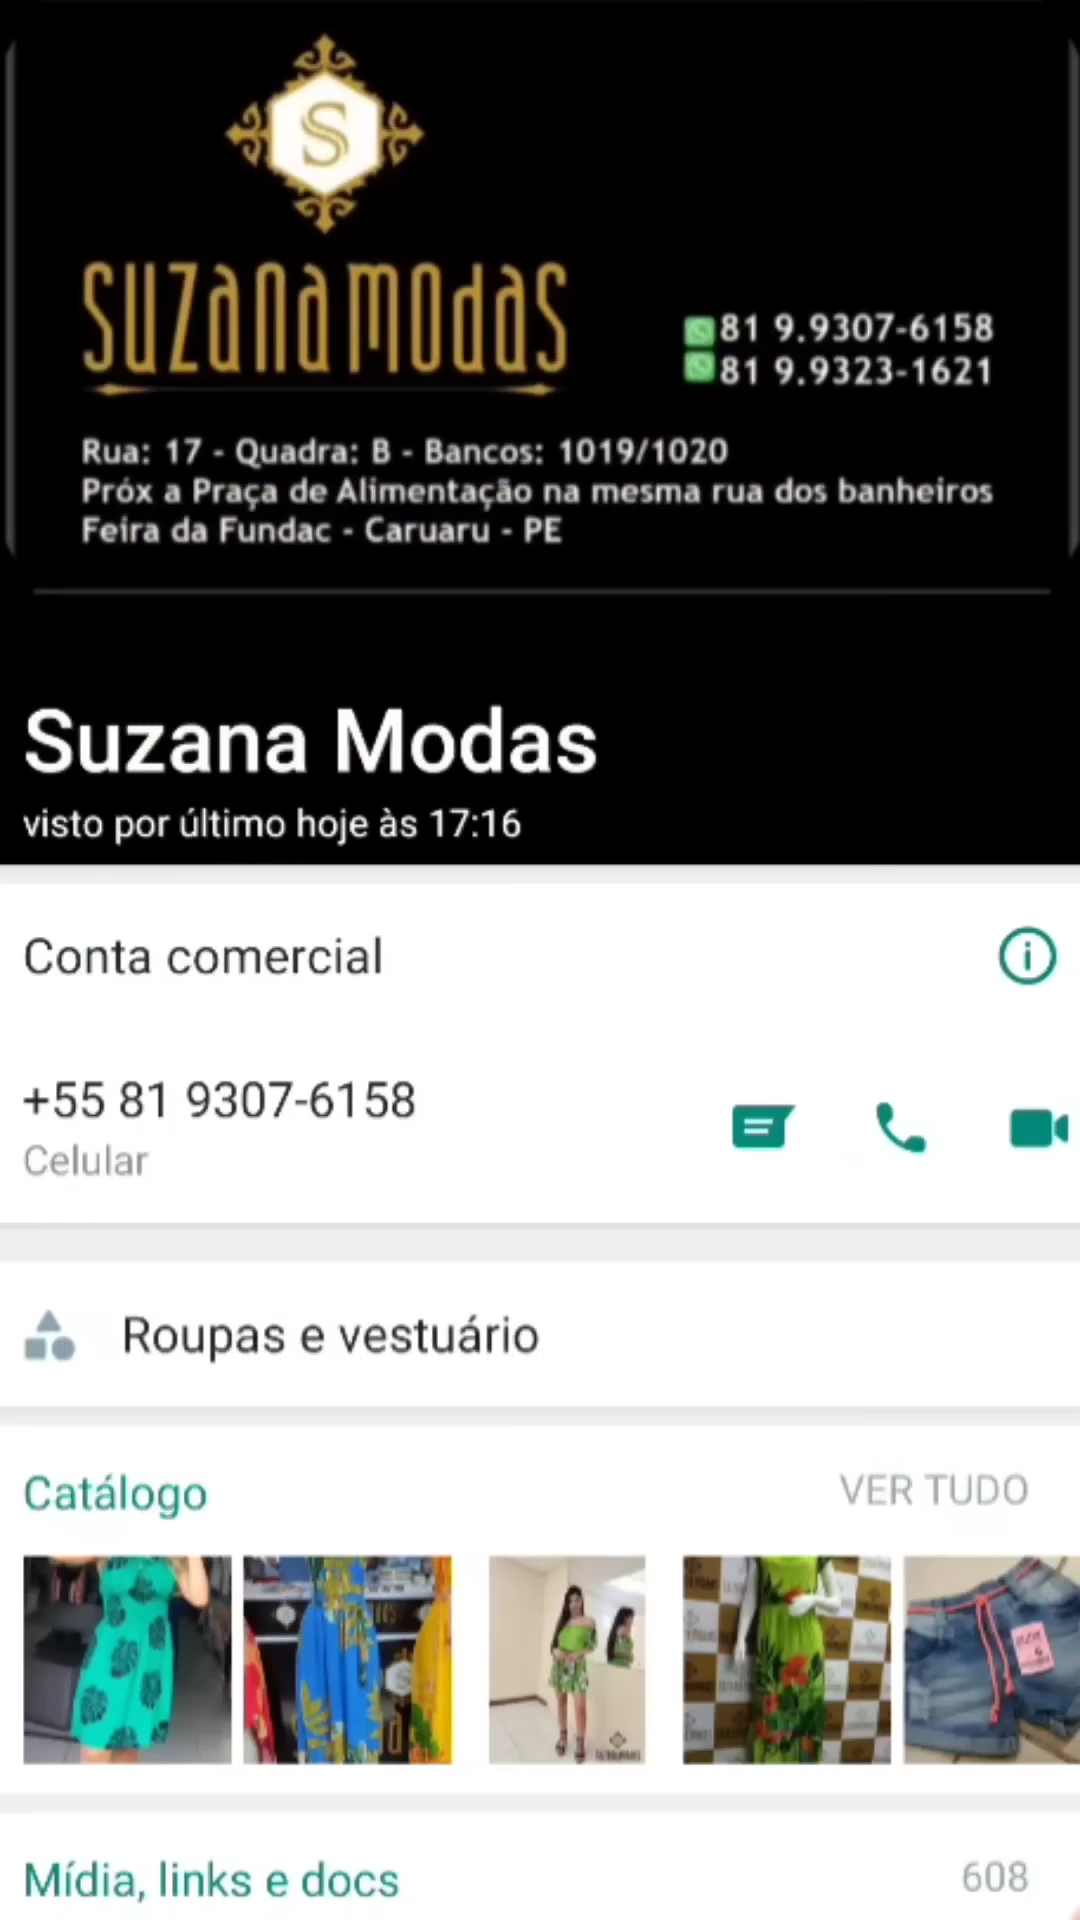 S
SUZANA MODAS
81 9.9307-6158
81 9.9323-1621
Rua: 17 - Quadra: B - Bancos: 1019/1020
Próx a Praça de Alimentação na mesma rua dos banheiros
Feira da Fundac - Caruaru - PE
Suzana Modas
visto por último hoje às 17:16
Conta comercial
+55 81 9307-6158
Celular
Roupas e vestuário
Catálogo
VER TUDO
Mídia, links e docs
608